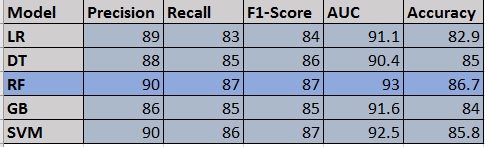 Model Precision Recall F1-Score AUC Accuracy
LR 89 83 84 91.1 82.9
DT 88 85 86 90.4 85
RF 90 87 87 93 86.7
GB 86 85 85 91.6 84
SVM 90 86 87 92.5 85.8